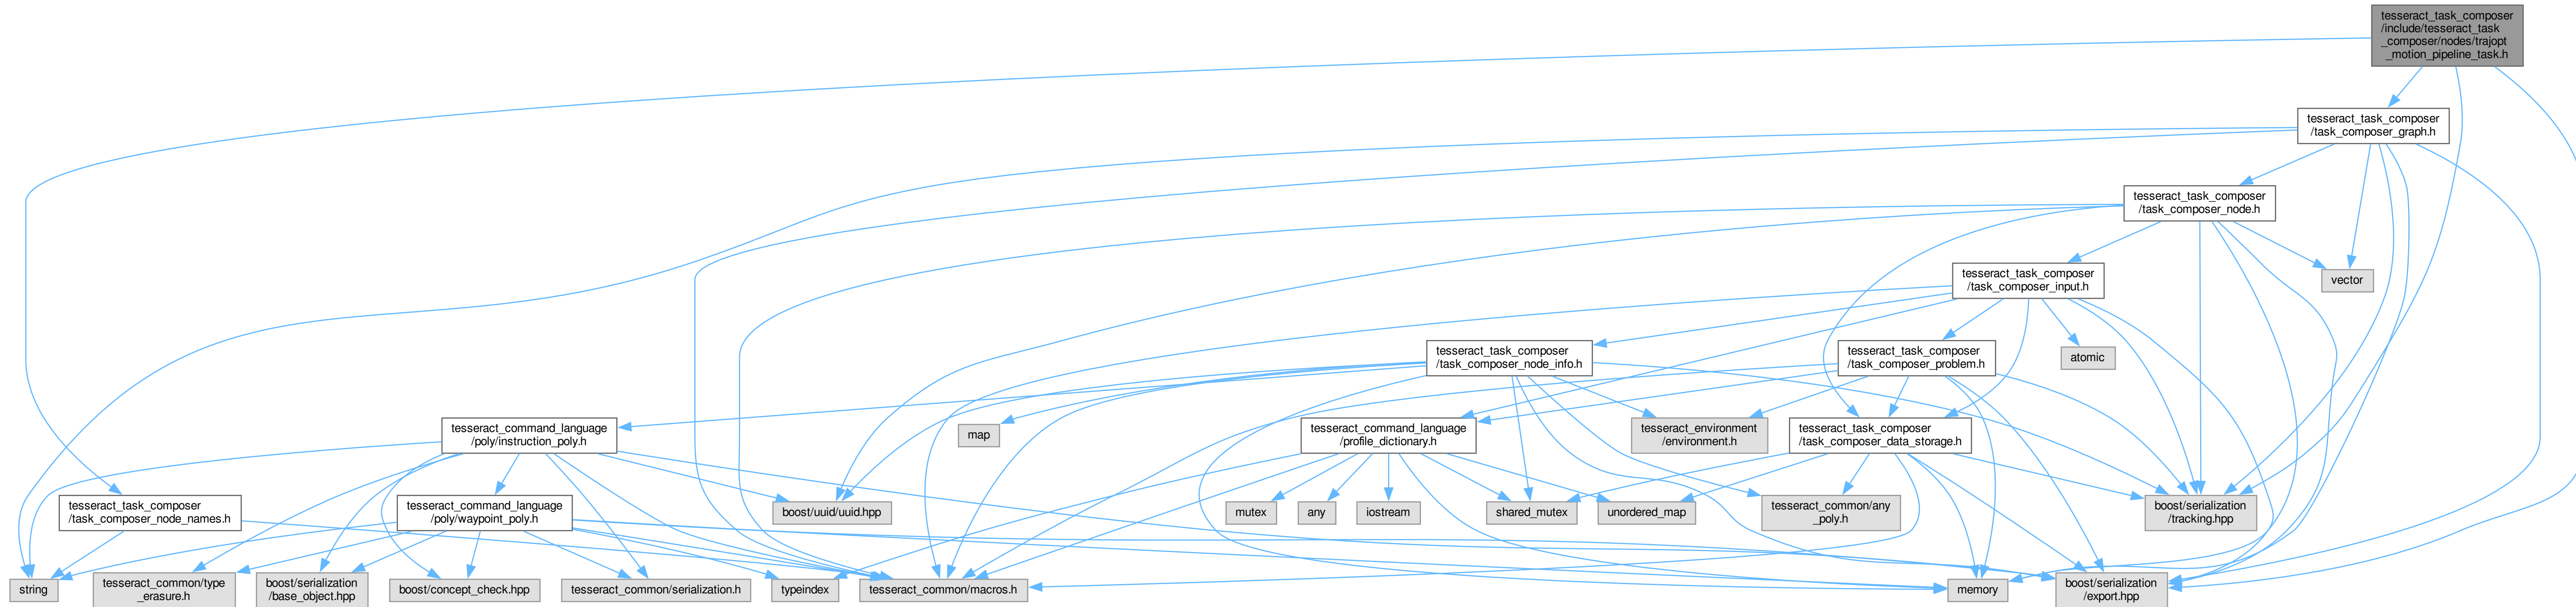 tesseract_task_composer
/include/tesseract_task
_composer/nodes/trajopt
_motion_pipeline_task.h
tesseract_task_composer
/task_composer_graph.h
tesseract_task_composer
/task_composer_node.h
tesseract_task_composer
/task_composer_input.h
vector
tesseract_task_composer
/task_composer_node_info.h
tesseract_task_composer
/task_composer_problem.h
atomic
tesseract_command_language
/poly/instruction_poly.h
map
tesseract_command_language
/profile_dictionary.h
tesseract_environment
/environment.h
tesseract_task_composer
/task_composer_data_storage.h
tesseract_task_composer
/task_composer_node_names.h
tesseract_command_language
/poly/waypoint_poly.h
boost/uuid/uuid.hpp
mutex
any
iostream
shared_mutex
unordered_map
tesseract_common/any
_poly.h
boost/serialization
/tracking.hpp
string
tesseract_common/type
_erasure.h
boost/serialization
/base_object.hpp
boost/concept_check.hpp
tesseract_common/serialization.h
typeindex
tesseract_common/macros.h
memory
boost/serialization
/export.hpp